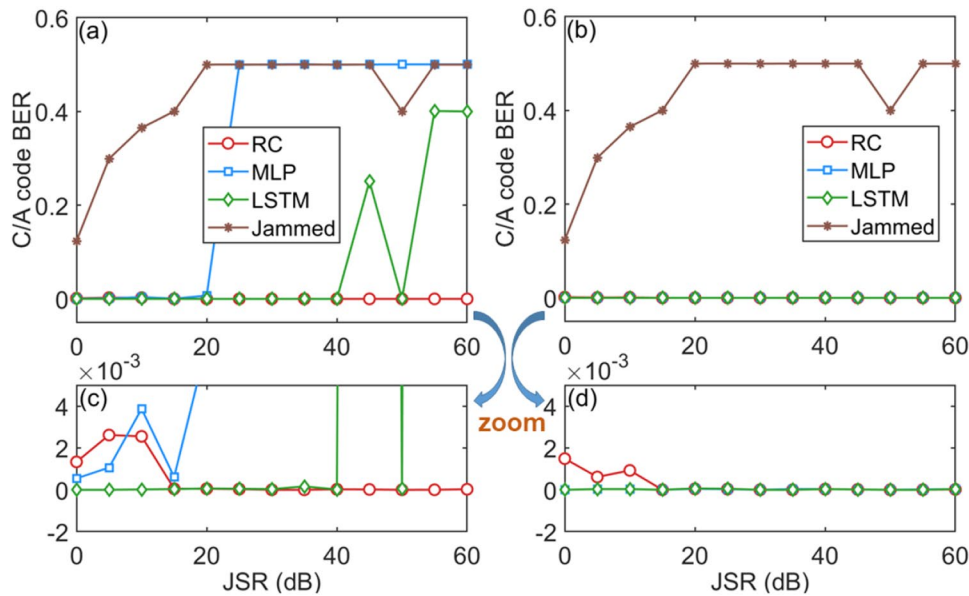 (a)
0.6
0.4
0.2
0
C/A code BER
RC
MLP
LSTM
Jammed
0 20 40 60
(b)
0.6
0.4
0.2
0
C/A code BER
RC
MLP
LSTM
Jammed
0 20 40 60
zoom
×10⁻³
(c)
4
2
0
-2
0 20 40 60
JSR (dB)
×10⁻³
(d)
4
2
0
-2
0 20 40 60
JSR (dB)